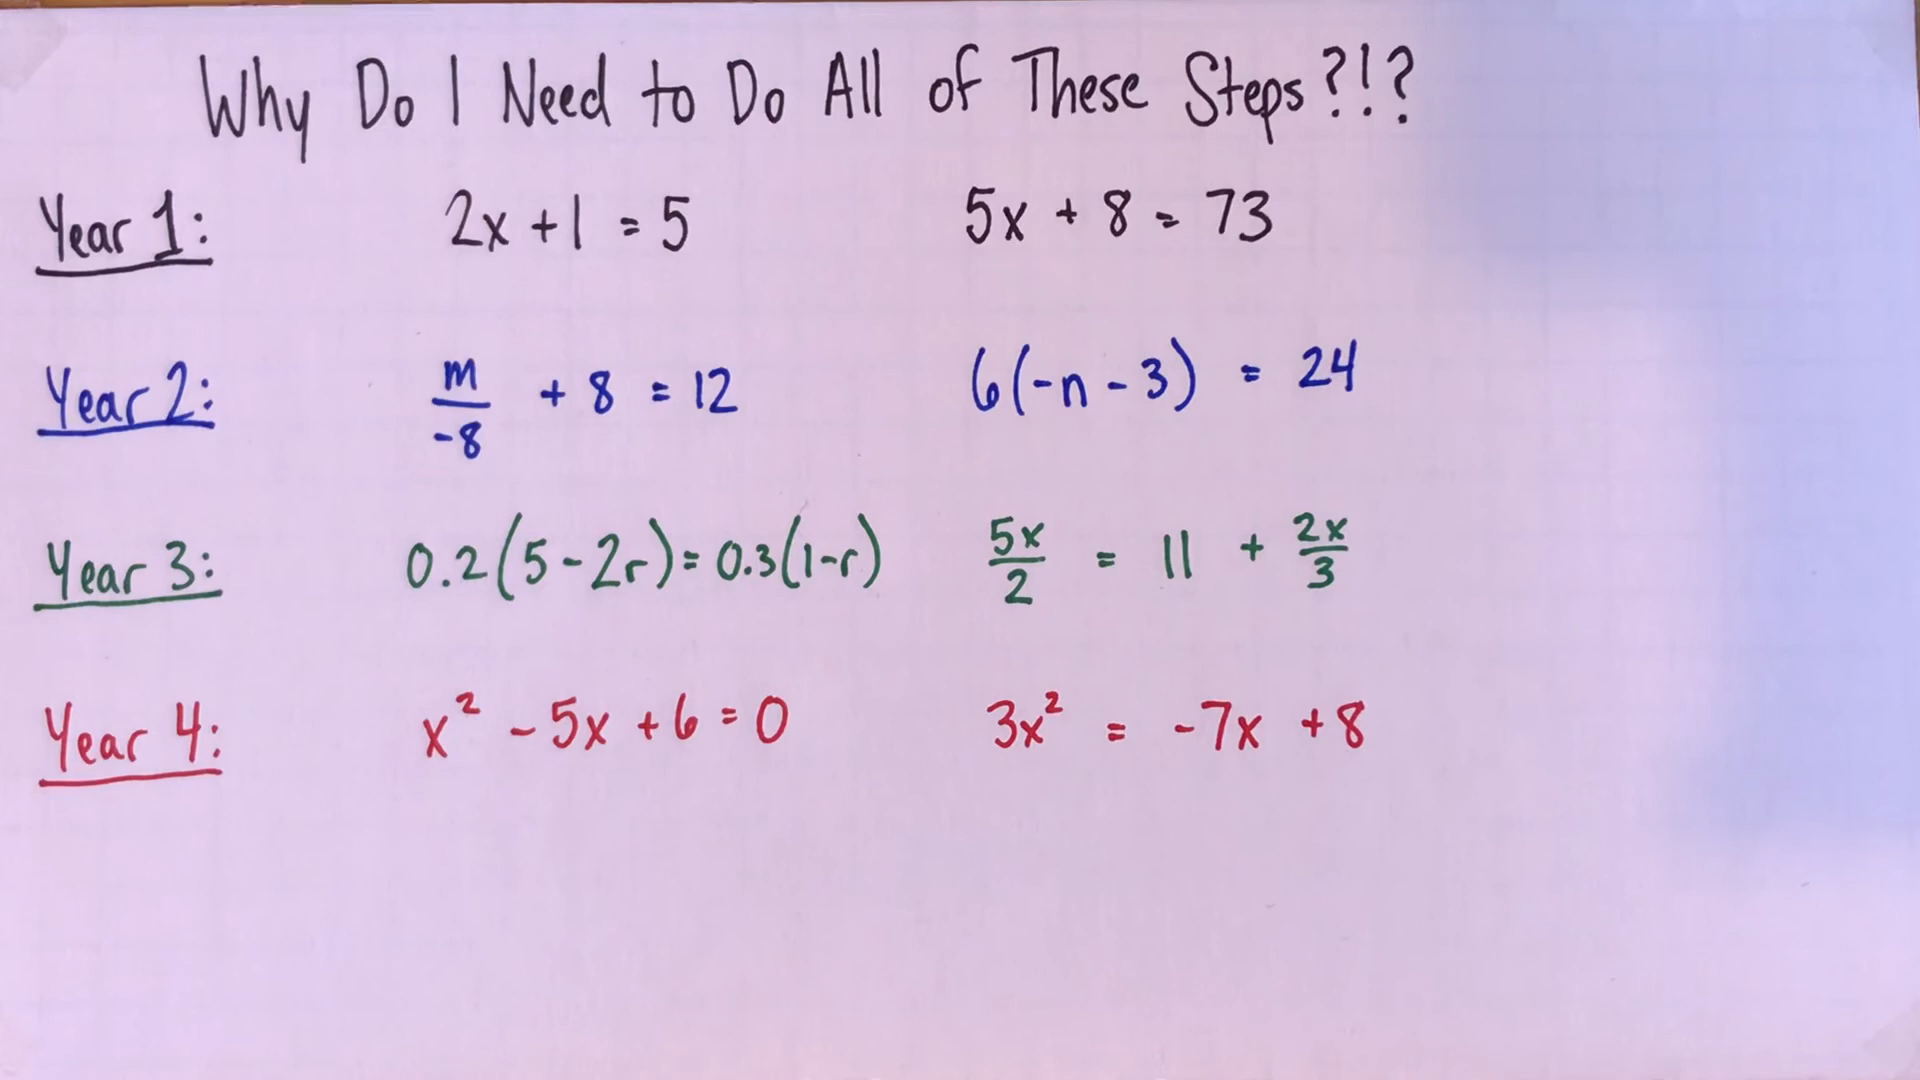 Why Do I Need to Do All of These Steps?!?
Year 1: 2x + 1 = 5 5x + 8 = 73
Year 2: m/-8 + 8 = 12 6(-n - 3) = 24
Year 3: 0.2(5-2r) = 0.3(1-r) 5x/2 = 11 + 2x/3
Year 4: x² - 5x + 6 = 0 3x² = -7x + 8